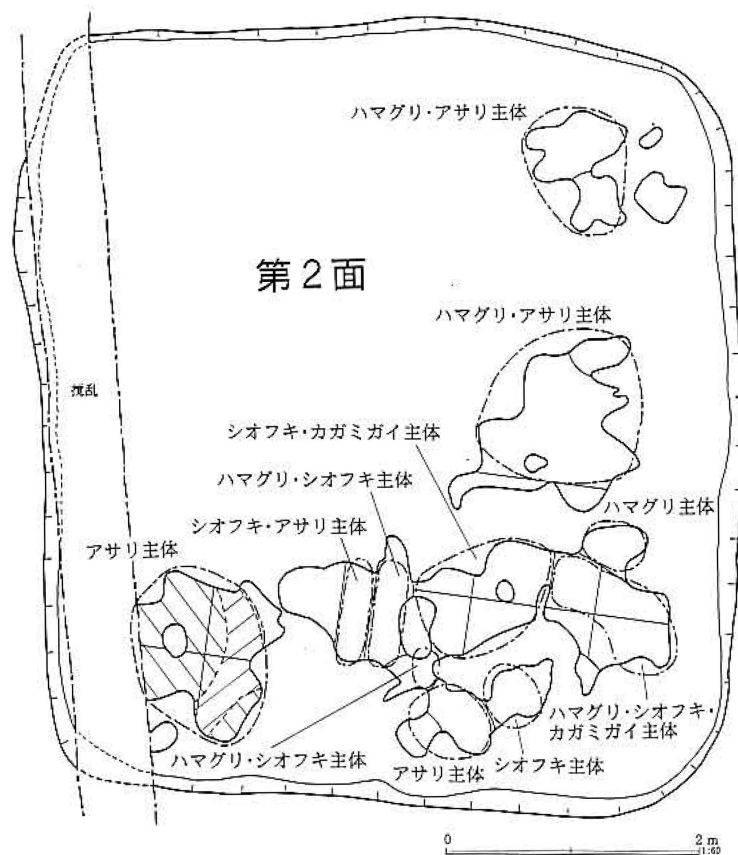 ハマグリ・アサリ主体
第2面
ハマグリ・アサリ主体
攪乱
シオフキ・カガミガイ主体
ハマグリ・シオフキ主体
ハマグリ主体
シオフキ・アサリ主体
アサリ主体
ハマグリ・シオフキ・
カガミガイ主体
ハマグリ・シオフキ主体
シオフキ主体
アサリ主体
0 2m
(1:60)